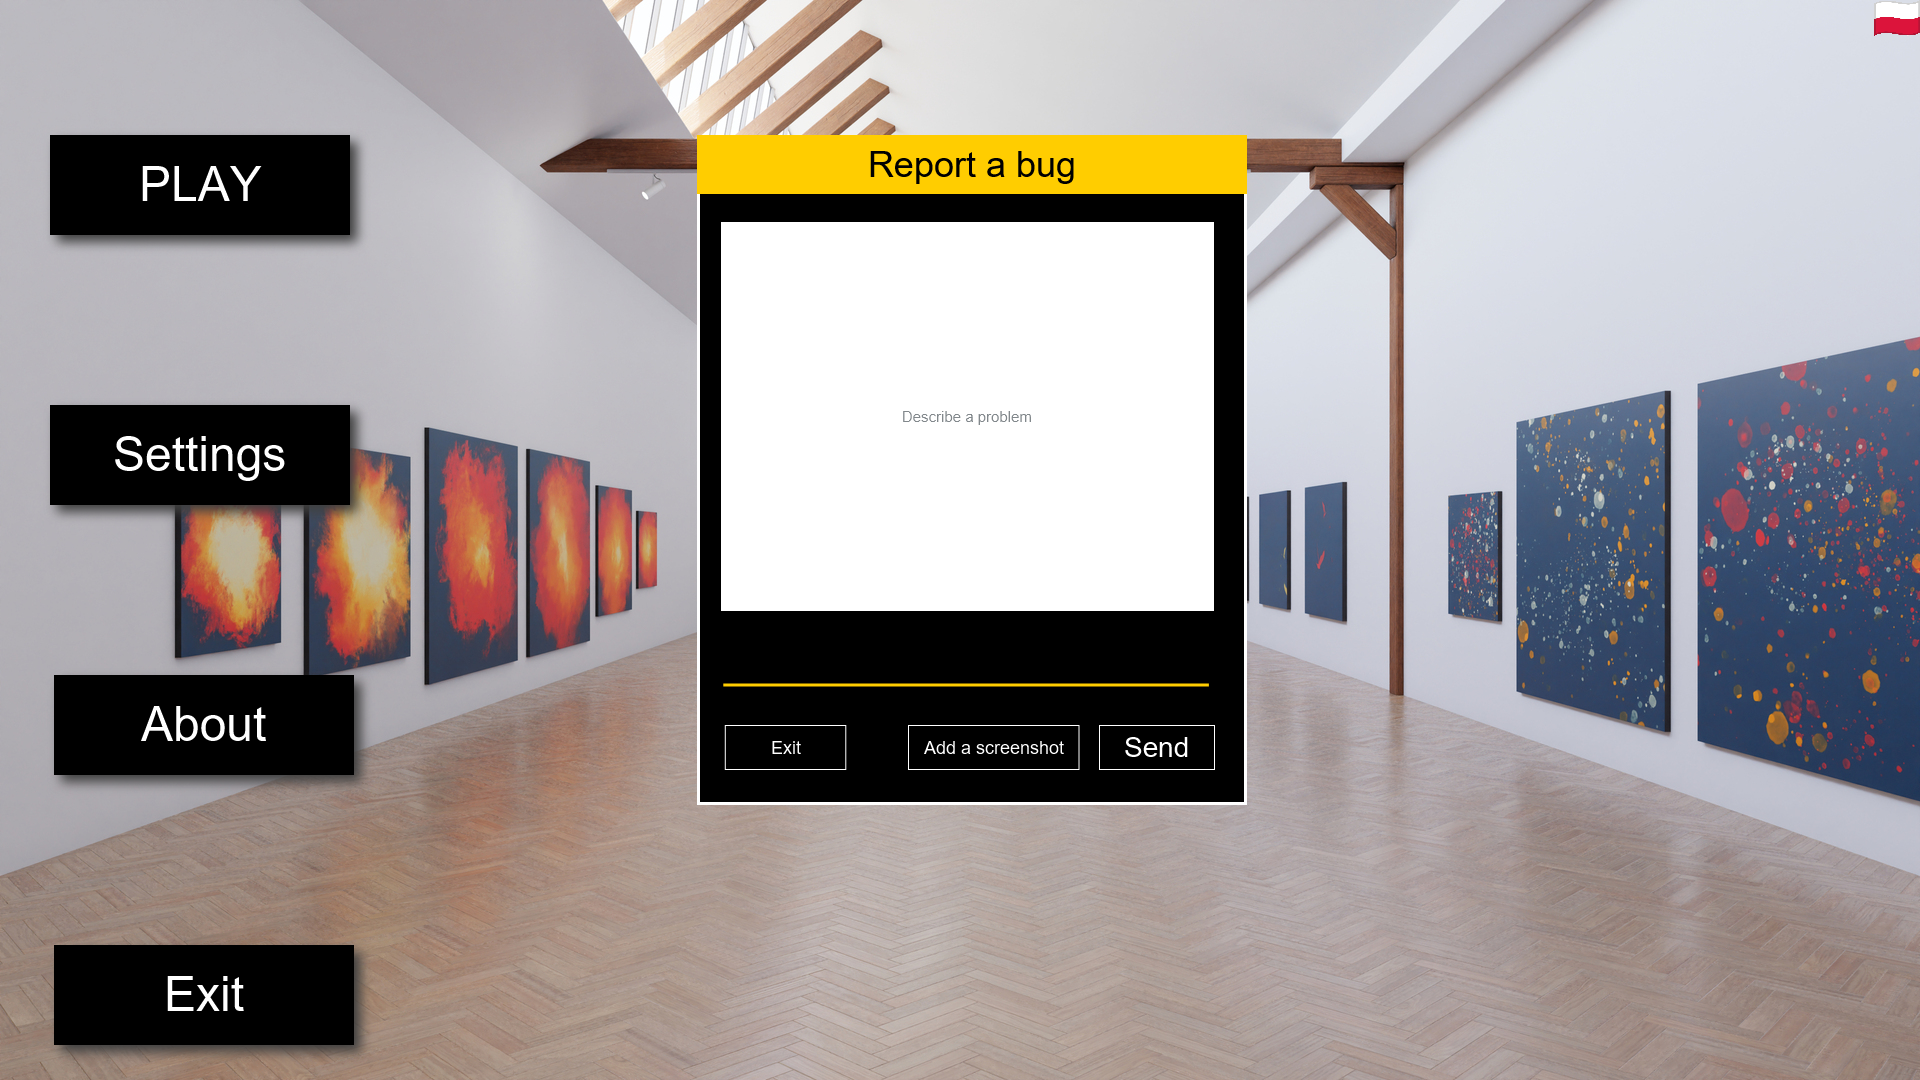 PLAY
Settings
About
Exit
Report a bug
Describe a problem
Exit
Add a screenshot
Send